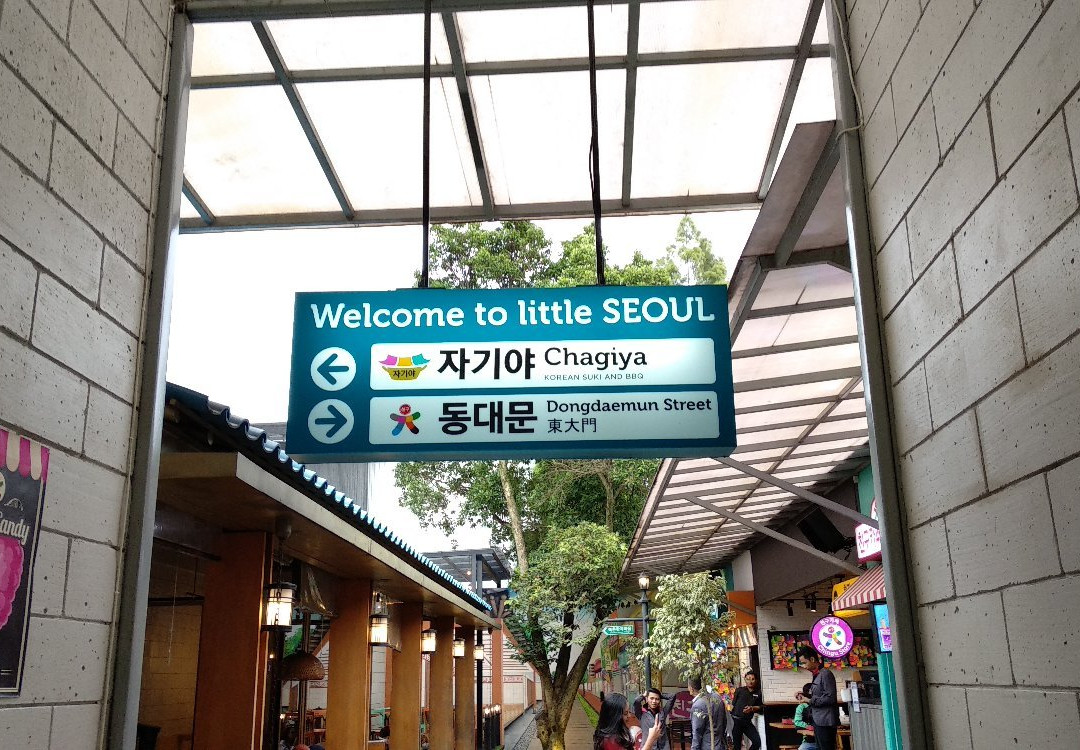 Welcome to little SEOUL
자기야
자기야 Chagiya
KOREAN SUKI AND BBQ
동대문 Dongdaemun Street
東大門
andy